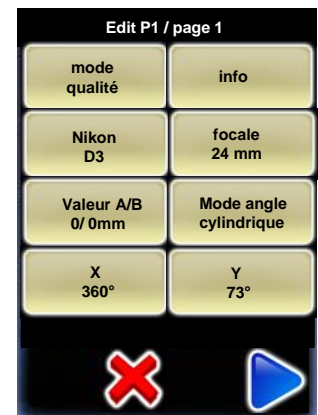 Edit P1 / page 1
mode
qualité
info
Nikon
D3
focale
24 mm
Valeur A/B
0/ 0mm
Mode angle
cylindrique
X
360°
Y
73°